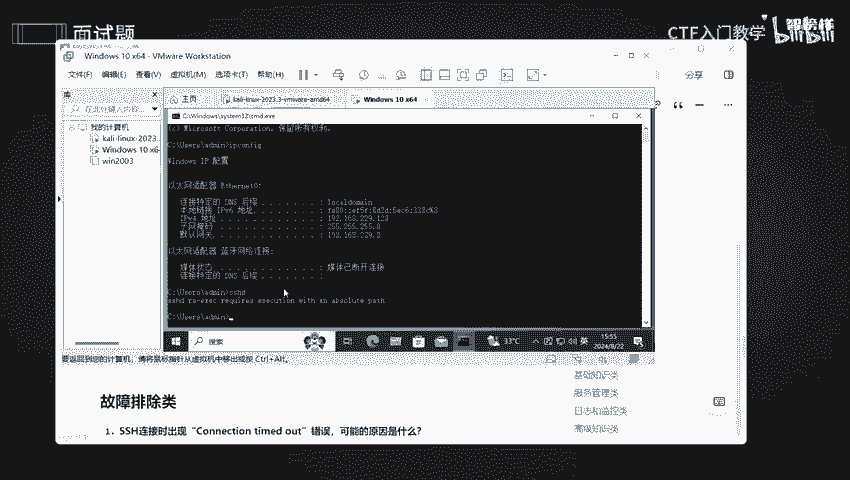 面试题
CTF入门教学
bilibili
Windows 10 x64 - VMware Workstation
文件(F) 编辑(E) 查看(V) 虚拟机(M) 选项卡(T) 帮助(H)
分享
库
主页 kali-linux-2023.3-vmware-amd64 Windows 10 x64
在此处键入内容...
我的计算机
kali-linux-2023.
Windows 10 x6
win2003
C:\Windows\system32\cmd.exe
(c) Microsoft Corporation。保留所有权利。
C:\Users\admin>ipconfig
Windows IP 配置
以太网适配器 Ethernet0:
连接特定的 DNS 后缀 . . . . . . . : localdomain
本地链接 IPv6 地址. . . . . . . . :
IPv4 地址 . . . . . . . . . . . . : 192.168.229.123
子网掩码 . . . . . . . . . . . . : 255.255.255.0
默认网关. . . . . . . . . . . . . : 192.168.229.2
以太网适配器 蓝牙网络连接:
媒体状态 . . . . . . . . . . . . : 媒体已断开连接
连接特定的 DNS 后缀 . . . . . . . :
C:\Users\admin>sshd
sshd re-exec requires execution with an absolute path
C:\Users\admin>_
搜索
33°C
英
15:55
2024/8/22
要返回到您的计算机，请将鼠标指针从虚拟机中移出或按 Ctrl+Alt。
基础知识类
服务管理类
日志和监控类
高级知识类
故障排除类
1. SSH连接时出现“Connection timed out”错误，可能的原因是什么？